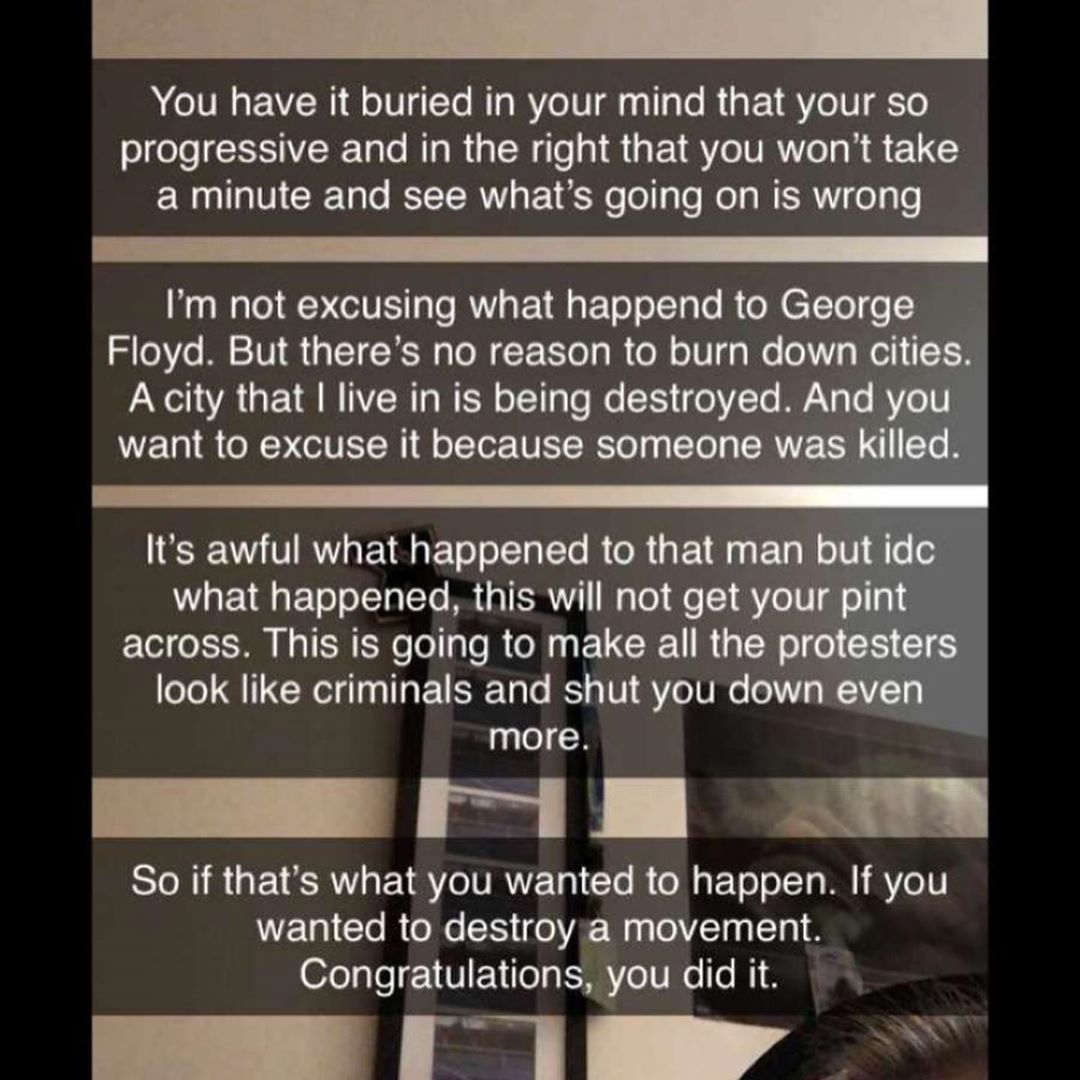 You have it buried in your mind that your so
progressive and in the right that you won't take
a minute and see what's going on is wrong
I'm not excusing what happend to George
Floyd. But there's no reason to burn down cities.
A city that I live in is being destroyed. And you
want to excuse it because someone was killed.
It's awful what happened to that man but idc
what happened, this will not get your pint
across. This is going to make all the protesters
look like criminals and shut you down even
more.
So if that's what you wanted to happen. If you
wanted to destroy a movement.
Congratulations, you did it.